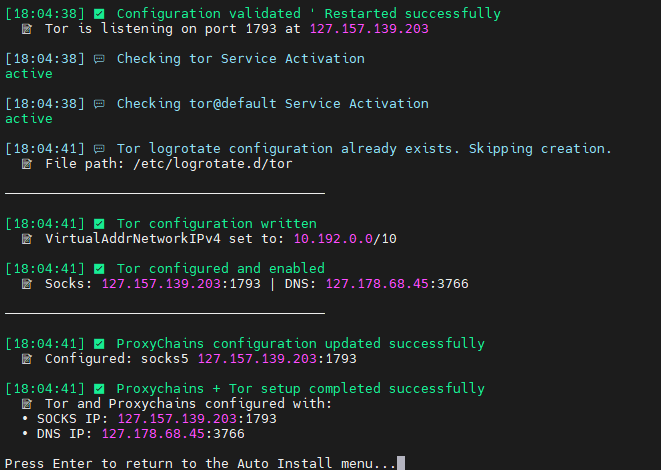 [18:04:38] ✅ Configuration validated ' Restarted successfully
📝 Tor is listening on port 1793 at 127.157.139.203
[18:04:38] 💬 Checking tor Service Activation
active
[18:04:38] 💬 Checking tor@default Service Activation
active
[18:04:41] 💬 Tor logrotate configuration already exists. Skipping creation.
📝 File path: /etc/logrotate.d/tor
[18:04:41] ✅ Tor configuration written
📝 VirtualAddrNetworkIPv4 set to: 10.192.0.0/10
[18:04:41] ✅ Tor configured and enabled
📝 Socks: 127.157.139.203:1793 | DNS: 127.178.68.45:3766
[18:04:41] ✅ ProxyChains configuration updated successfully
📝 Configured: socks5 127.157.139.203:1793
[18:04:41] ✅ Proxychains + Tor setup completed successfully
📝 Tor and Proxychains configured with:
• SOCKS IP: 127.157.139.203:1793
• DNS IP: 127.178.68.45:3766
Press Enter to return to the Auto Install menu...